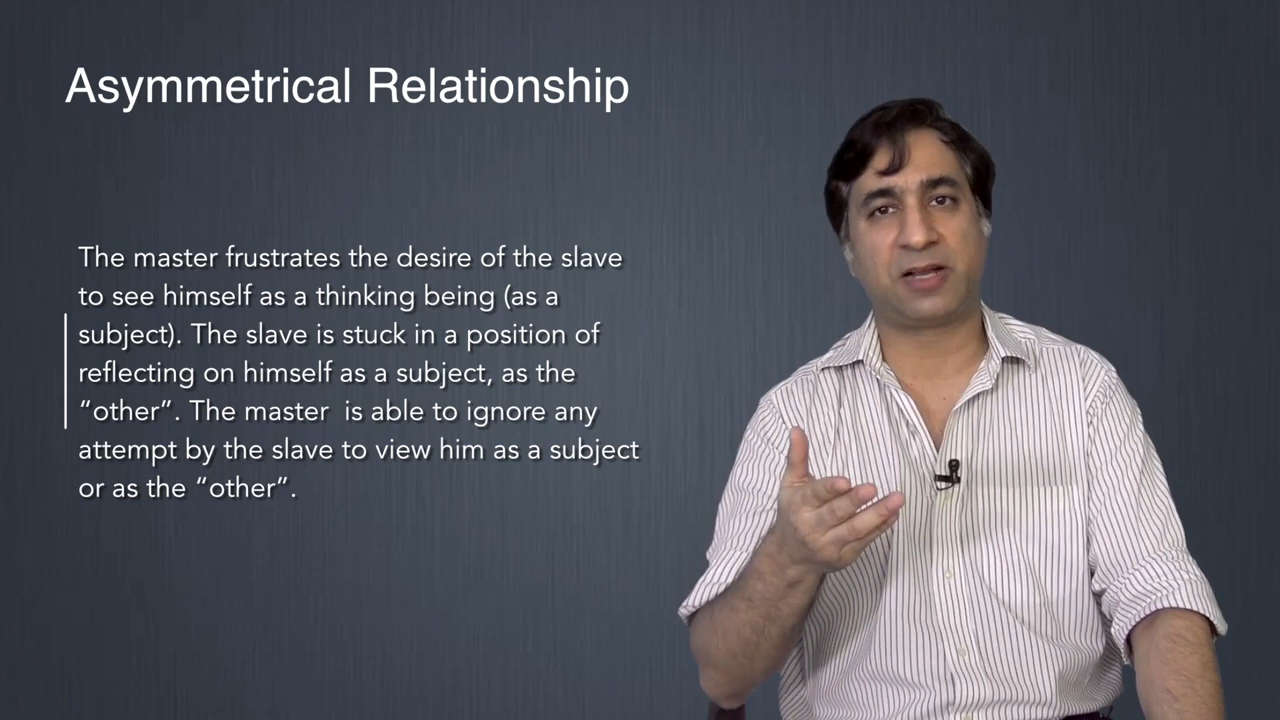 Asymmetrical Relationship
The master frustrates the desire of the slave
to see himself as a thinking being (as a
subject). The slave is stuck in a position of
reflecting on himself as a subject, as the
“other”. The master  is able to ignore any
attempt by the slave to view him as a subject
or as the “other”.